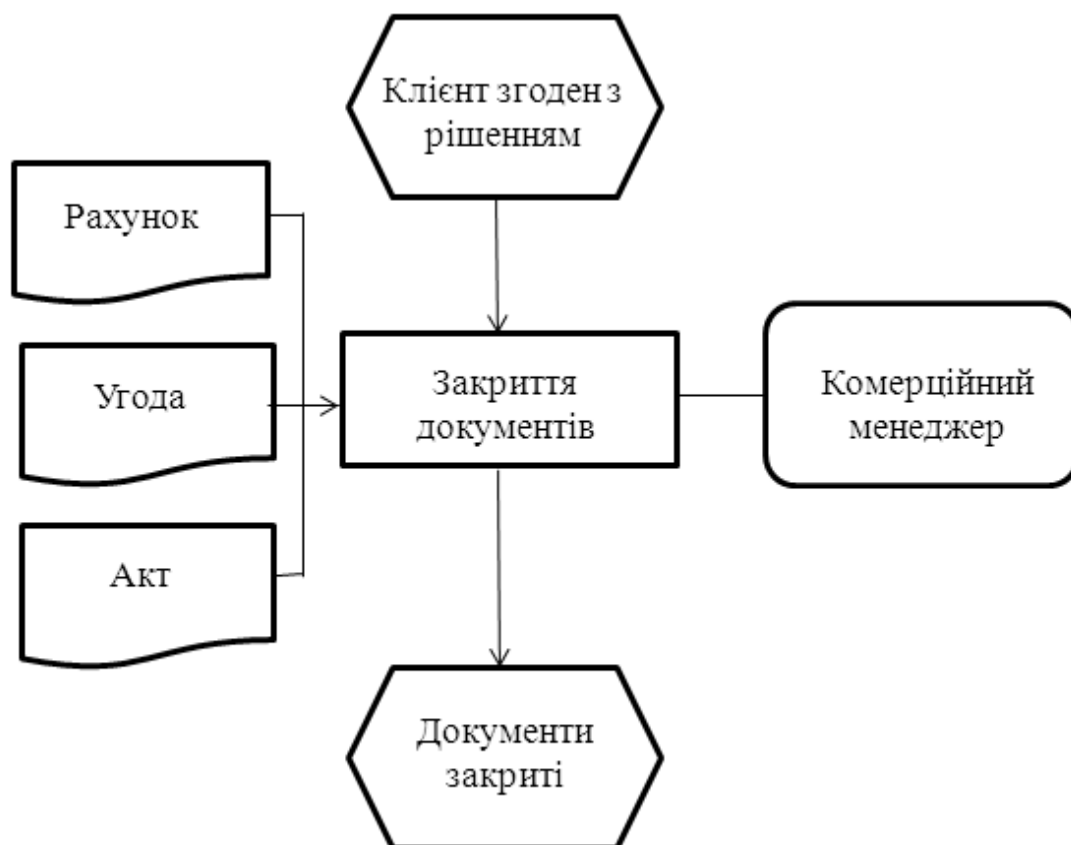 Клієнт згоден з
рішенням
Рахунок
Угода
Закриття
документів
Комерційний
менеджер
Акт
Документи
закриті